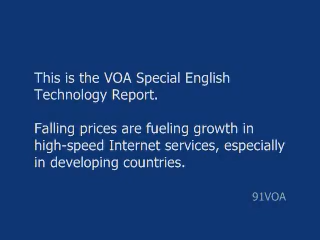 This is the VOA Special English
Technology Report.
Falling prices are fueling growth in
high-speed Internet services, especially
in developing countries.
91VOA